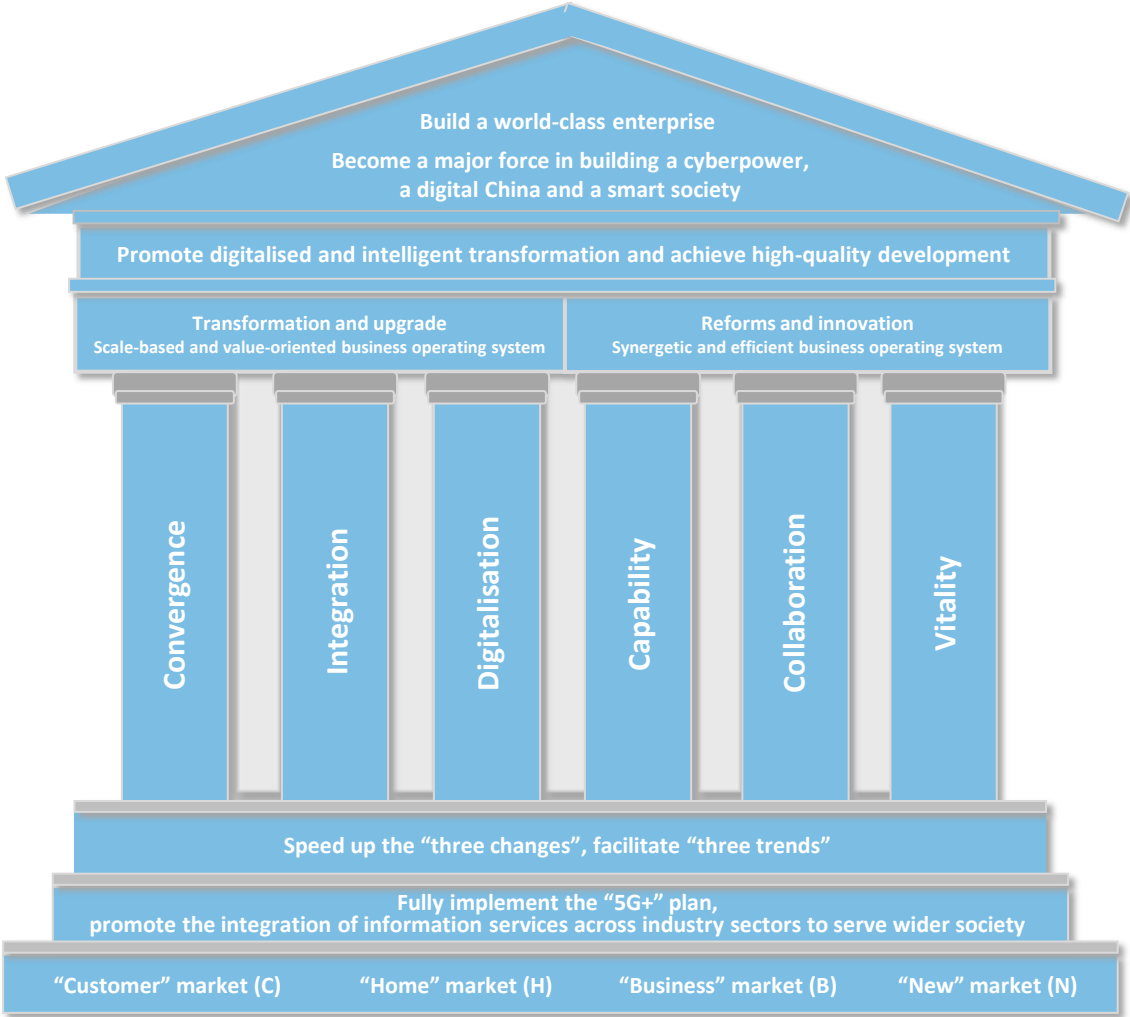 Build a world-class enterprise
Become a major force in building a cyberpower,
a digital China and a smart society
Promote digitalised and intelligent transformation and achieve high-quality development
Transformation and upgrade
Scale-based and value-oriented business operating system
Reforms and innovation
Synergetic and efficient business operating system
Convergence
Integration
Digitalisation
Capability
Collaboration
Vitality
Speed up the “three changes”, facilitate “three trends”
Fully implement the “5G+” plan,
promote the integration of information services across industry sectors to serve wider society
“Customer” market (C)
“Home” market (H)
“Business” market (B)
“New” market (N)